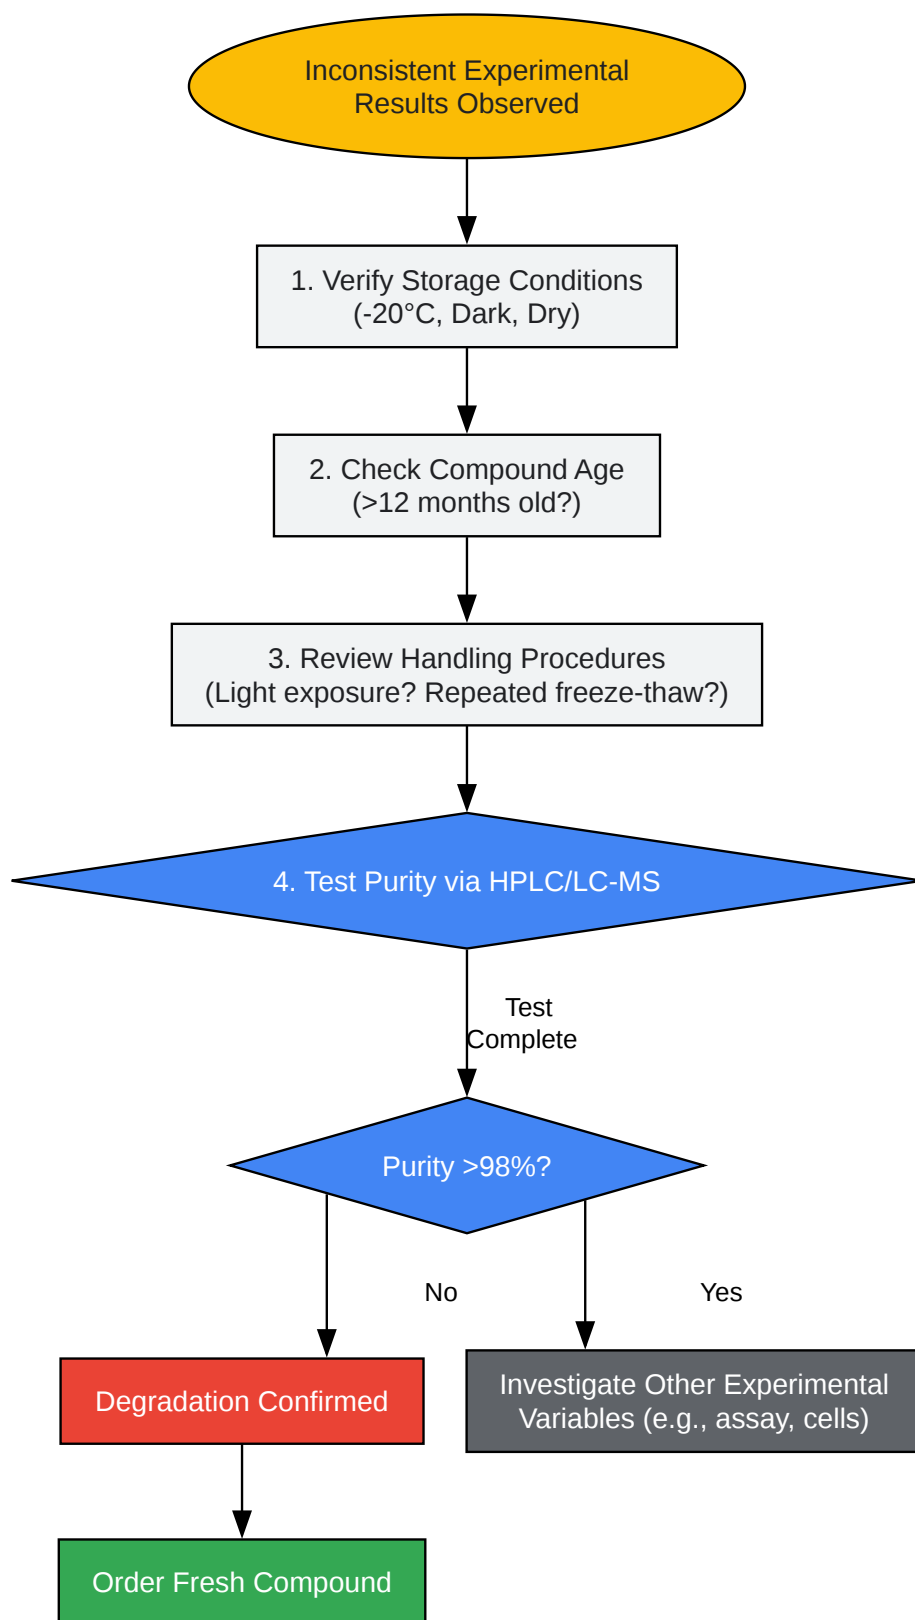 Inconsistent Experimental
Results Observed
1. Verify Storage Conditions
(-20°C, Dark, Dry)
2. Check Compound Age
(>12 months old?)
3. Review Handling Procedures
(Light exposure? Repeated freeze-thaw?)
4. Test Purity via HPLC/LC-MS
Test
Complete
Purity >98%?
No
Yes
Degradation Confirmed
Investigate Other Experimental
Variables (e.g., assay, cells)
Order Fresh Compound